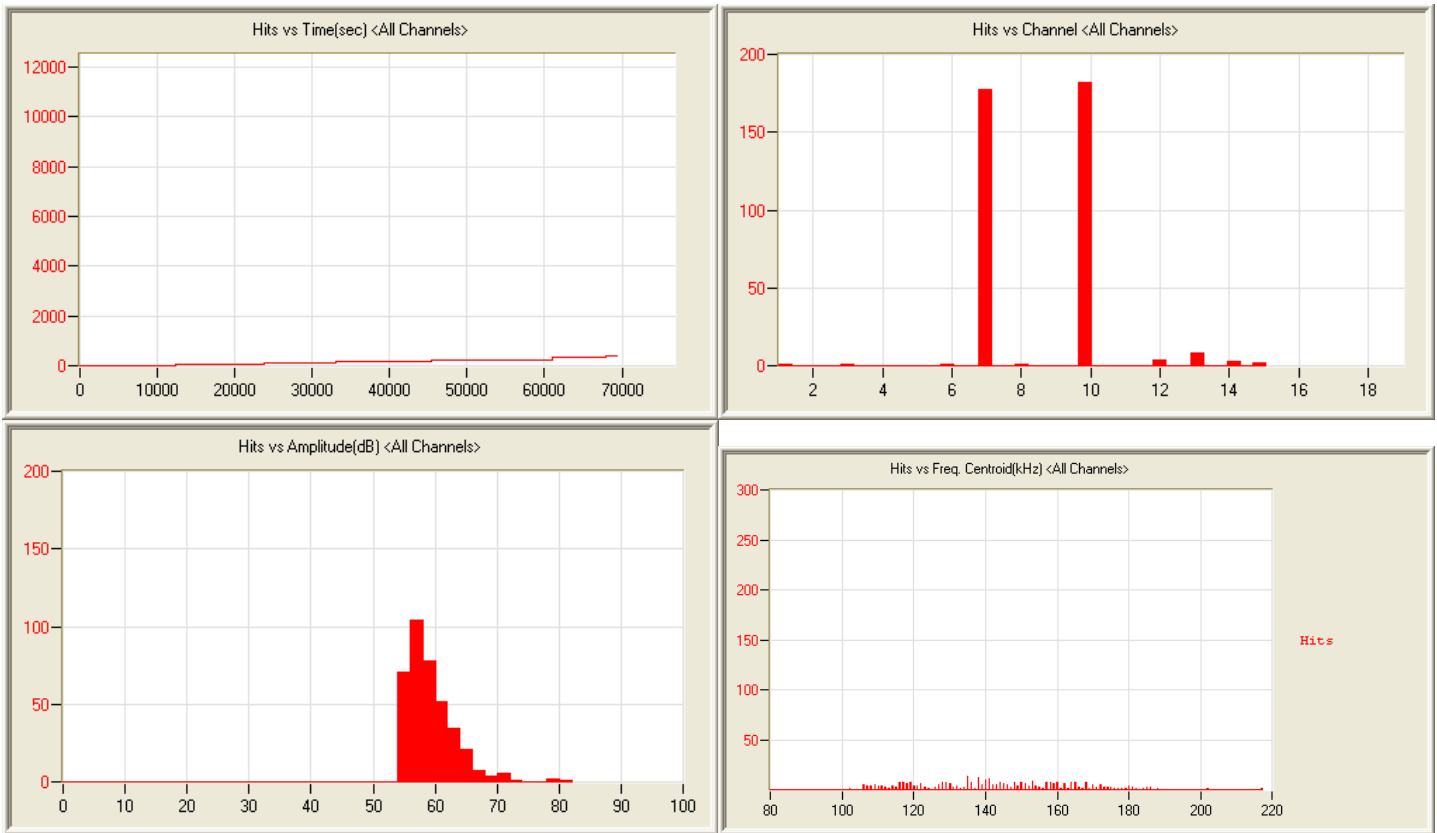 Hits vs Time(sec) <All Channels>
12000
10000
8000
6000
4000
2000
0
0 10000 20000 30000 40000 50000 60000 70000
Hits vs Channel <All Channels>
200
150
100
50
0
2 4 6 8 10 12 14 16 18
Hits vs Amplitude(dB) <All Channels>
200
150
100
50
0
0 10 20 30 40 50 60 70 80 90 100
Hits vs Freq. Centroid(kHz) <All Channels>
300
250
200
150
100
50
80 100 120 140 160 180 200 220
Hits